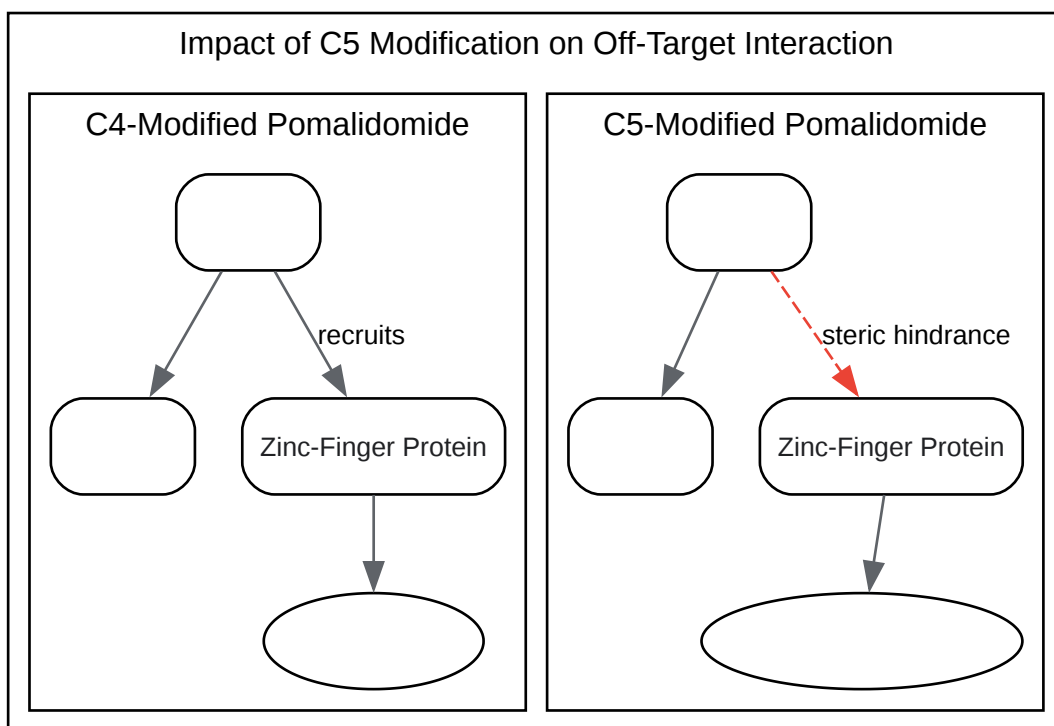 Impact of C5 Modification on Off-Target Interaction
C4-Modified Pomalidomide
recruits
Zinc-Finger Protein
C5-Modified Pomalidomide
steric hindrance
Zinc-Finger Protein